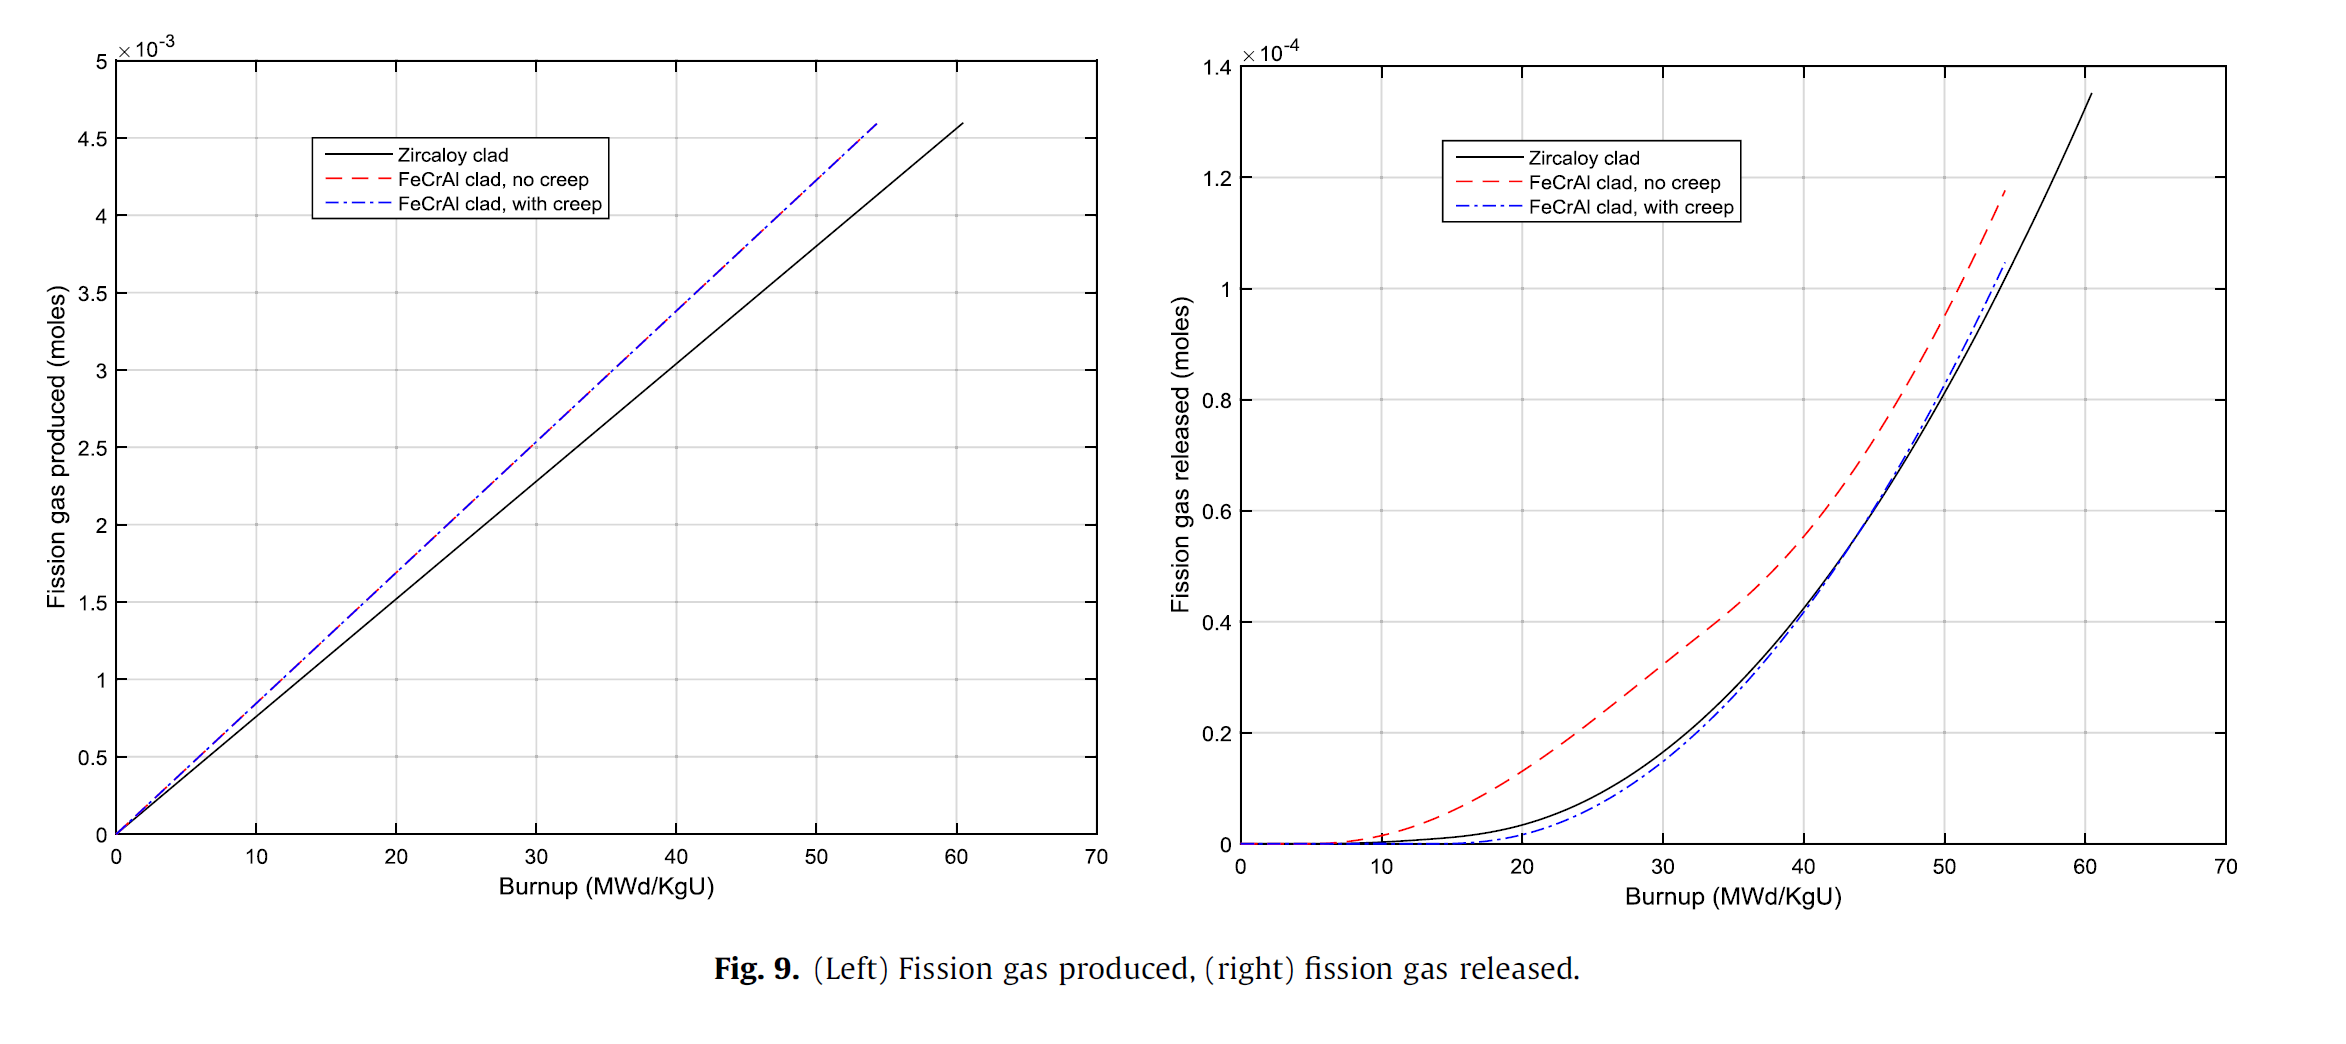 ×10-3
5
4.5
4
3.5
3
2.5
2
1.5
1
0.5
0
Fission gas produced (moles)
Zircaloy clad
FeCrAl clad, no creep
FeCrAl clad, with creep
0 10 20 30 40 50 60 70
Burnup (MWd/KgU)
×10-4
1.4
1.2
1
0.8
0.6
0.4
0.2
0
Fission gas released (moles)
Zircaloy clad
FeCrAl clad, no creep
FeCrAl clad, with creep
0 10 20 30 40 50 60 70
Burnup (MWd/KgU)
Fig. 9. (Left) Fission gas produced, (right) fission gas released.